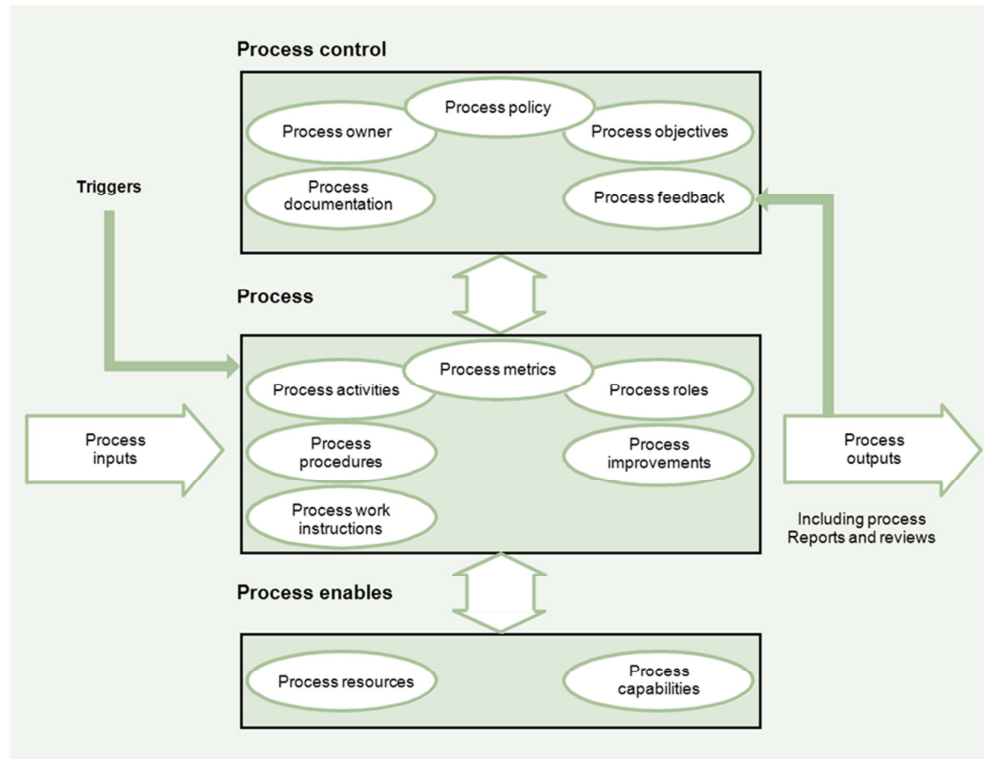 Process control
Process policy
Process owner
Process objectives
Process
documentation
Process feedback
Triggers
Process
Process metrics
Process activities
Process roles
Process
procedures
Process
improvements
Process work
instructions
Process
inputs
Process
outputs
Including process
Reports and reviews
Process enables
Process resources
Process
capabilities